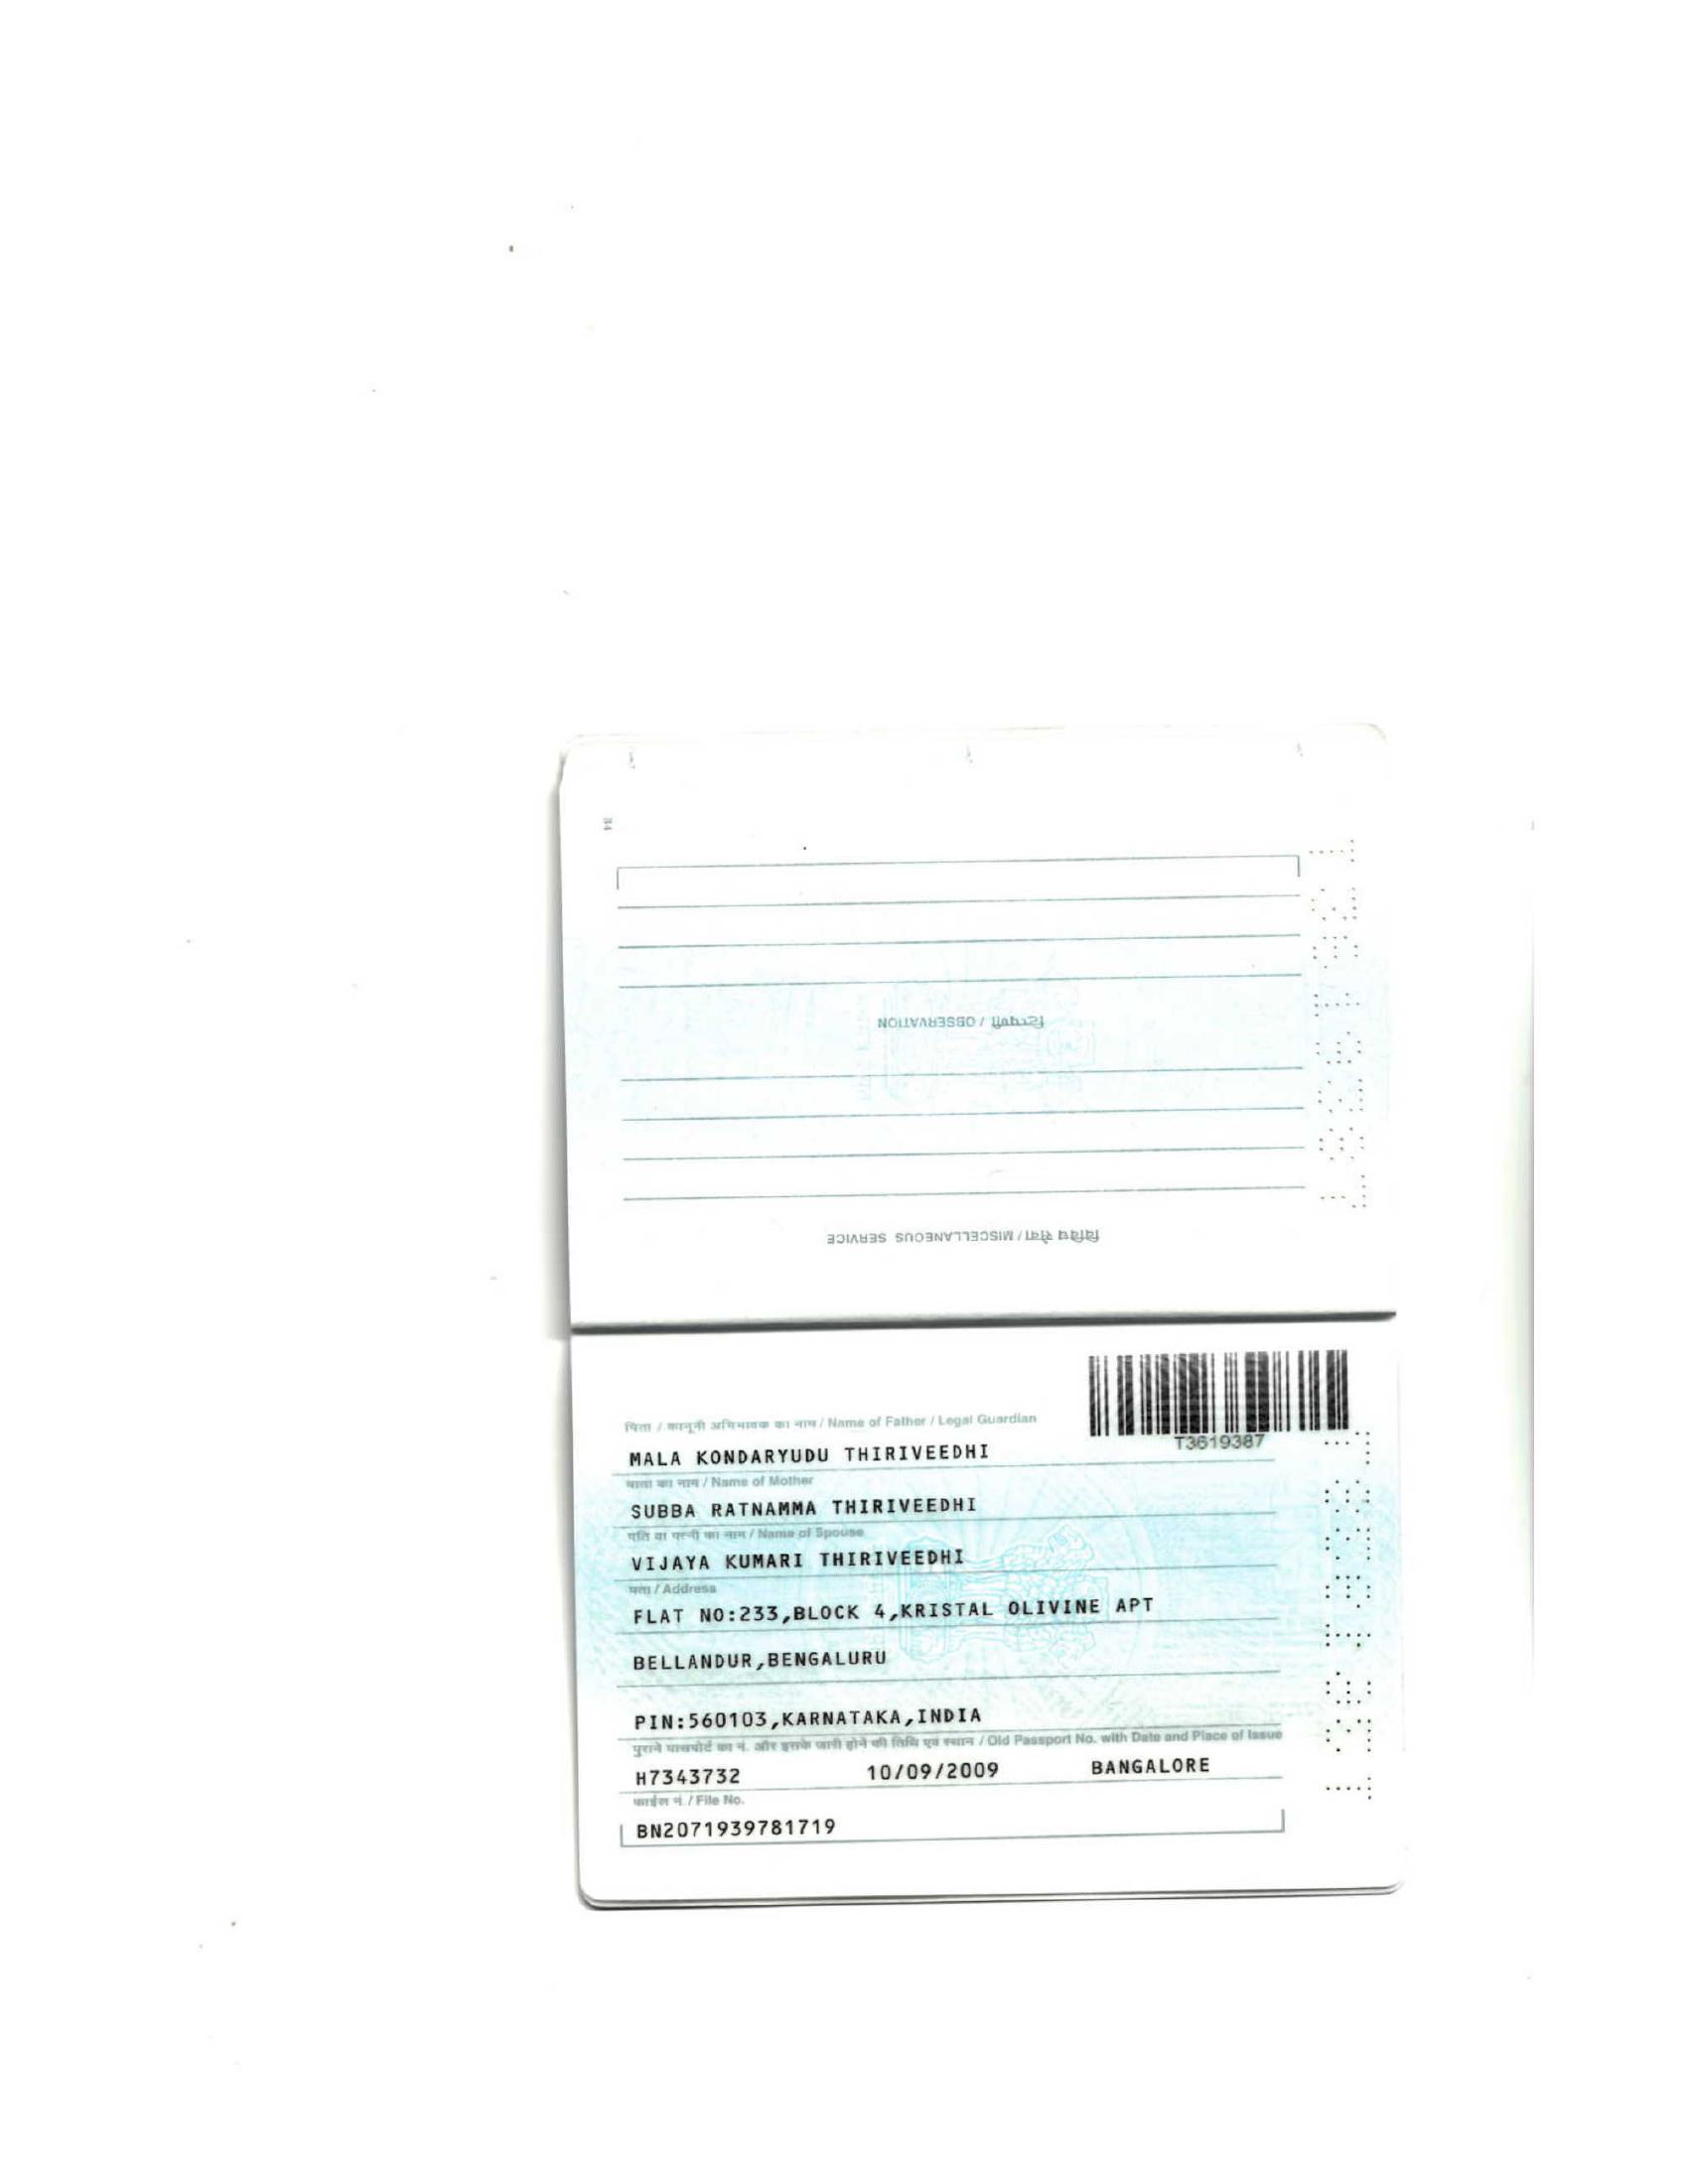 34
टिप्पणी / OBSERVATION
विविध सेवा / MISCELLANEOUS SERVICE
T3619387
पिता / कानूनी अभिभावक का नाम / Name of Father / Legal Guardian
MALA KONDARYUDU THIRIVEEDHI
माता का नाम / Name of Mother
SUBBA RATNAMMA THIRIVEEDHI
पति या पत्नी का नाम / Name of Spouse
VIJAYA KUMARI THIRIVEEDHI
पता / Address
FLAT NO:233,BLOCK 4,KRISTAL OLIVINE APT
BELLANDUR,BENGALURU
PIN:560103,KARNATAKA,INDIA
पुराने पासपोर्ट का नं. और इसके जारी होने की तिथि एवं स्थान / Old Passport No. with Date and Place of Issue
H7343732 10/09/2009 BANGALORE
फाईल नं. / File No.
BN2071939781719